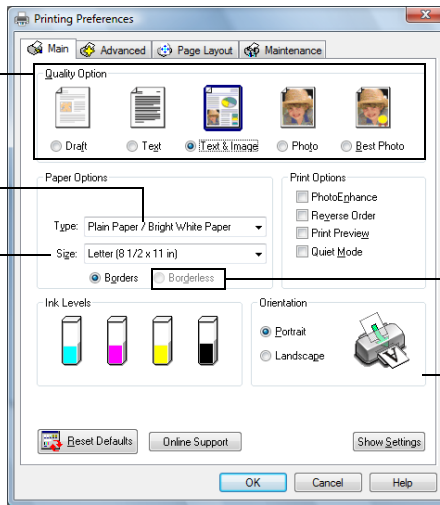 Printing Preferences
Main Advanced Page Layout Maintenance
Quality Option
Draft Text Text & Image Photo Best Photo
Paper Options
Type: Plain Paper / Bright White Paper
Size: Letter (8 1/2 x 11 in)
Borders Borderless
Print Options
PhotoEnhance
Reverse Order
Print Preview
Quiet Mode
Ink Levels
Orientation
Portrait
Landscape
Reset Defaults Online Support Show Settings
OK Cancel Help